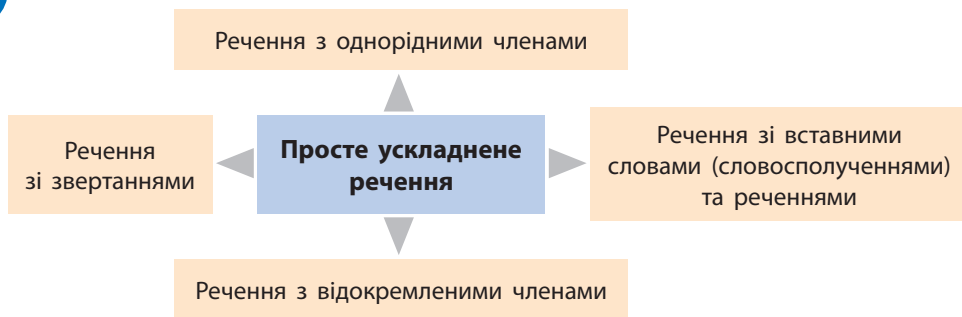 Речення з однорідними членами
Речення
зі звертаннями
Просте ускладнене
речення
Речення зі вставними
словами (словосполученнями)
та реченнями
Речення з відокремленими членами